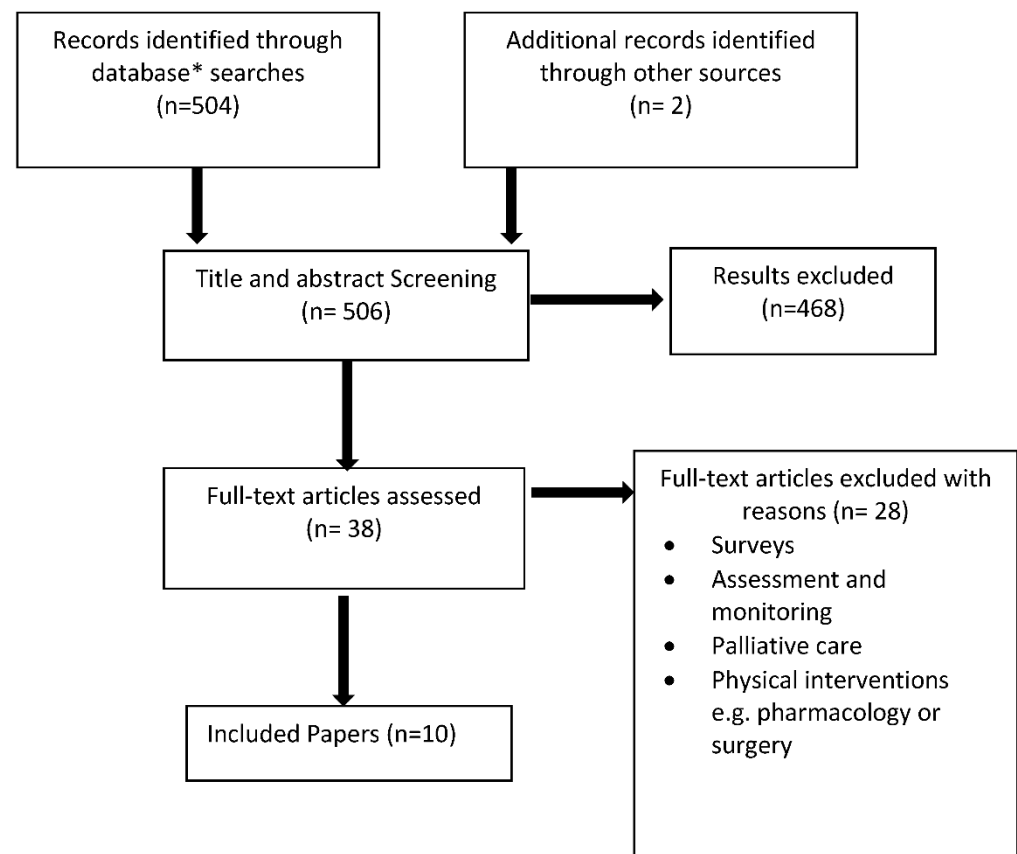 Records identified through
database* searches
(n=504)
Additional records identified
through other sources
(n= 2)
Title and abstract Screening
(n= 506)
Results excluded
(n=468)
Full-text articles assessed
(n= 38)
Full-text articles excluded with
reasons (n= 28)
• Surveys
• Assessment and
monitoring
• Palliative care
• Physical interventions
e.g. pharmacology or
surgery
Included Papers (n=10)